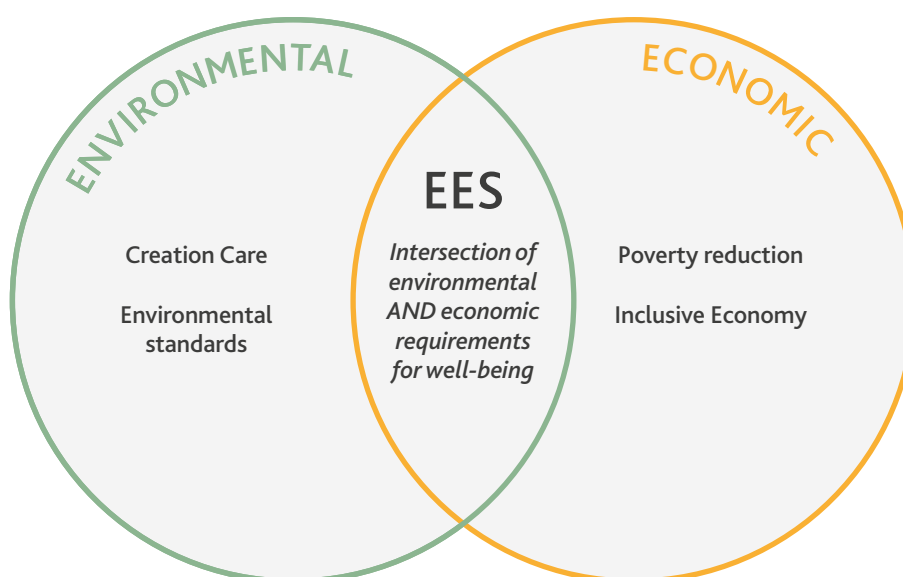 ENVIRONMENTAL
ECONOMIC
EES
Creation Care
Environmental
standards
Intersection of
environmental
AND economic
requirements
for well-being
Poverty reduction
Inclusive Economy